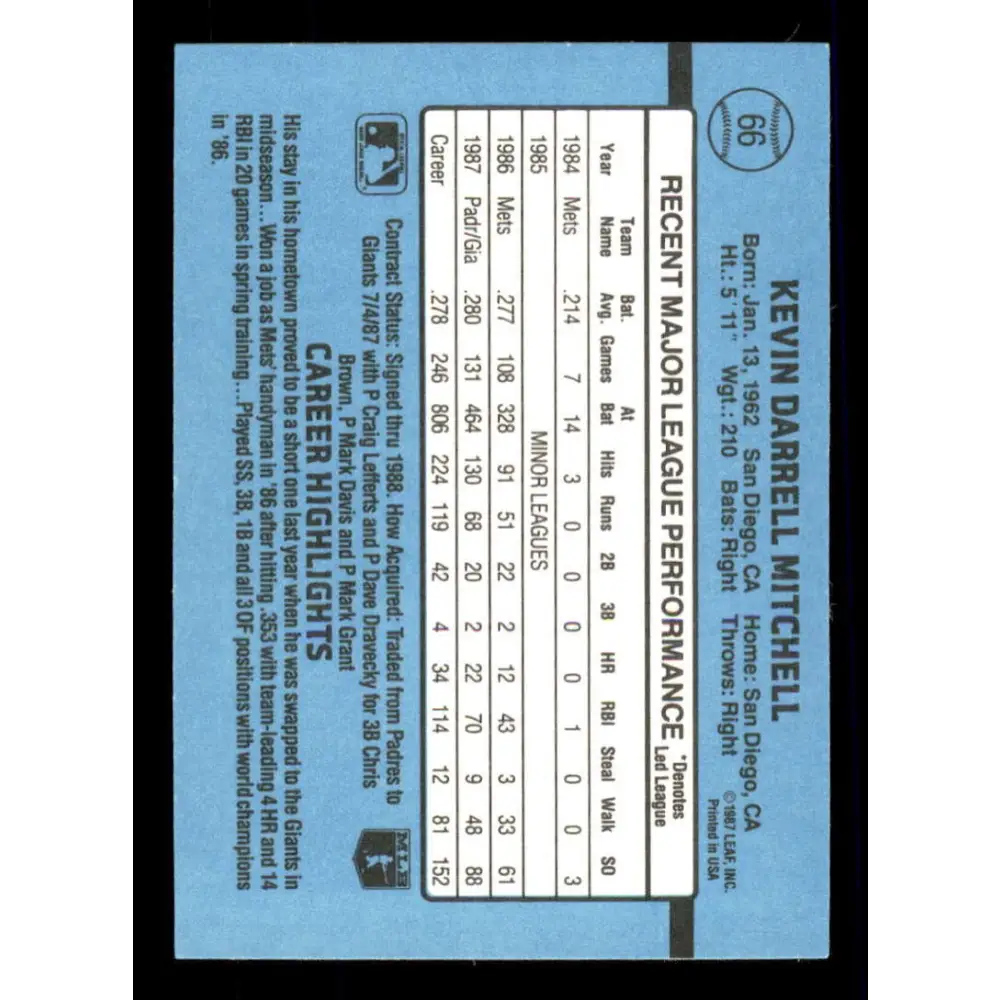 66
KEVIN DARRELL MITCHELL
Born: Jan. 13, 1962 San Diego, CA Home: San Diego, CA
Ht.: 5'11" Wgt.: 210 Bats: Right Throws: Right
©1987 LEAF, INC.
Printed in USA
RECENT MAJOR LEAGUE PERFORMANCE
*Denotes
Led League
Year Team Name Bat. Avg. Games At Bat Hits Runs 2B 3B HR RBI Steal Walk SO
1984 Mets .214 7 14 3 0 0 0 0 1 0 0 3
1985 MINOR LEAGUES
1986 Mets .277 108 328 91 51 22 2 12 43 3 33 61
1987 Padr/Gia .280 131 464 130 68 20 2 22 70 9 48 88
Career .278 246 806 224 119 42 4 34 114 12 81 152
Contract Status: Signed thru 1988. How Acquired: Traded from Padres to
Giants 7/4/87 with P Craig Lefferts and P Dave Dravecky for 3B Chris
Brown, P Mark Davis and P Mark Grant
MLB
CAREER HIGHLIGHTS
His stay in his hometown proved to be a short one last year when he was swapped to the Giants in
midseason...Won a job as Mets' handyman in '86 after hitting .353 with team-leading 4 HR and 14
RBI in 20 games in spring training...Played SS, 3B, 1B and all 3 OF positions with world champions
in '86.